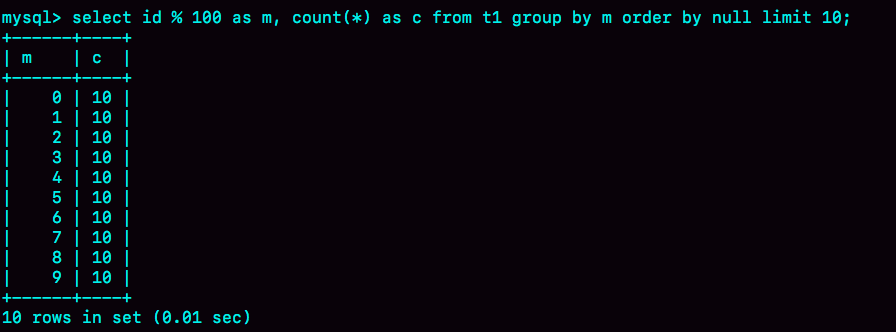 mysql> select id % 100 as m, count(*) as c from t1 group by m order by null limit 10;
+------+----+
| m    | c  |
+------+----+
|    0 | 10 |
|    1 | 10 |
|    2 | 10 |
|    3 | 10 |
|    4 | 10 |
|    5 | 10 |
|    6 | 10 |
|    7 | 10 |
|    8 | 10 |
|    9 | 10 |
+------+----+
10 rows in set (0.01 sec)